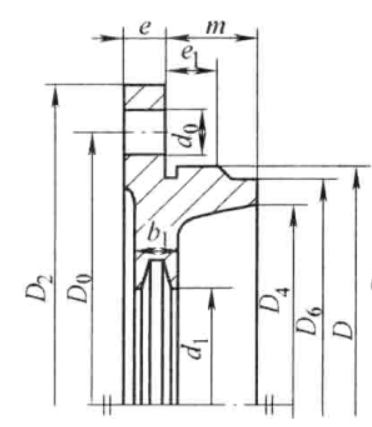 e m
e₁
d₀
b₁
D₂ D₀ d₁ D₄ D₆ D